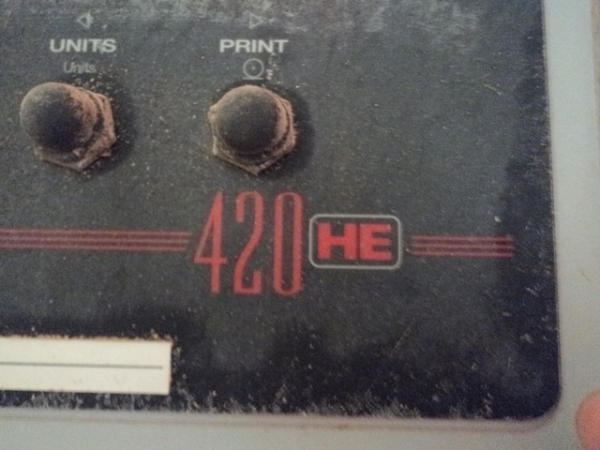 UNITS
PRINT
Units
420 HE